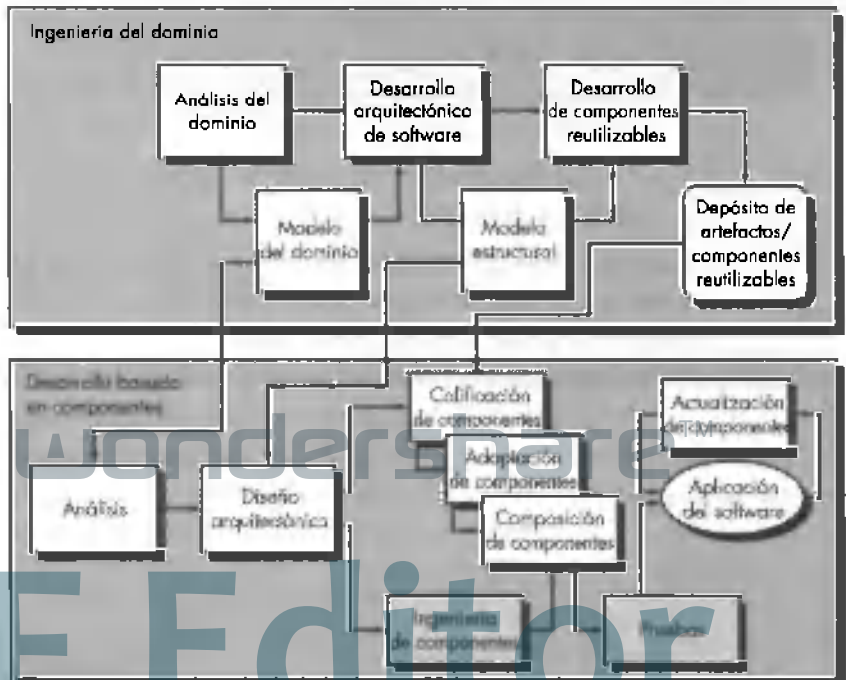 Ingeniería del dominio
Análisis del
dominio
Desarrollo
arquitectónico
de software
Desarrollo
de componentes
reutilizables
Modelo
del dominio
Modelo
estructural
Depósito de
artefactos/
componentes
reutilizables
Desarrollo basado
en componentes
Análisis
Diseño
arquitectónico
Calificación
de componentes
Adaptación
de componentes
Composición
de componentes
Ingeniería
de componentes
Pruebas
Actualización
de componentes
Aplicación
del software
wondershare
F Editor